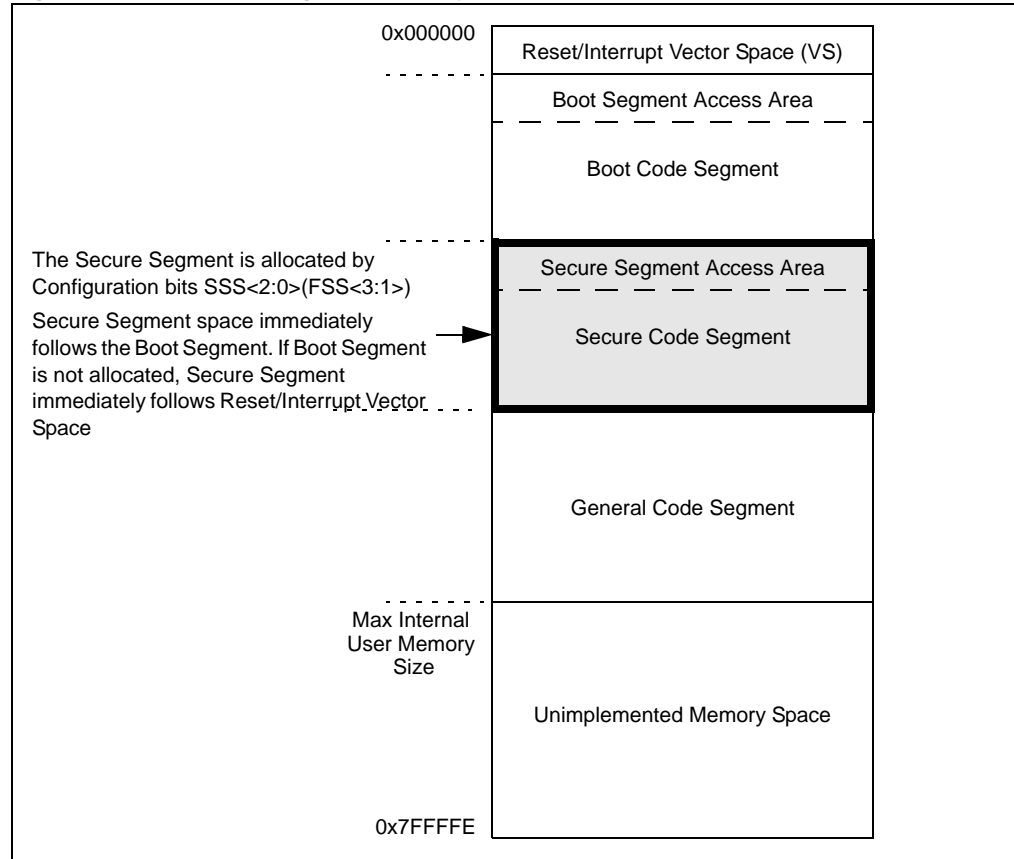 0x000000
Reset/Interrupt Vector Space (VS)
Boot Segment Access Area
Boot Code Segment
The Secure Segment is allocated by
Configuration bits SSS<2:0>(FSS<3:1>)
Secure Segment space immediately
follows the Boot Segment. If Boot Segment
is not allocated, Secure Segment
immediately follows Reset/Interrupt Vector
Space
Secure Segment Access Area
Secure Code Segment
General Code Segment
Max Internal
User Memory
Size
Unimplemented Memory Space
0x7FFFFE